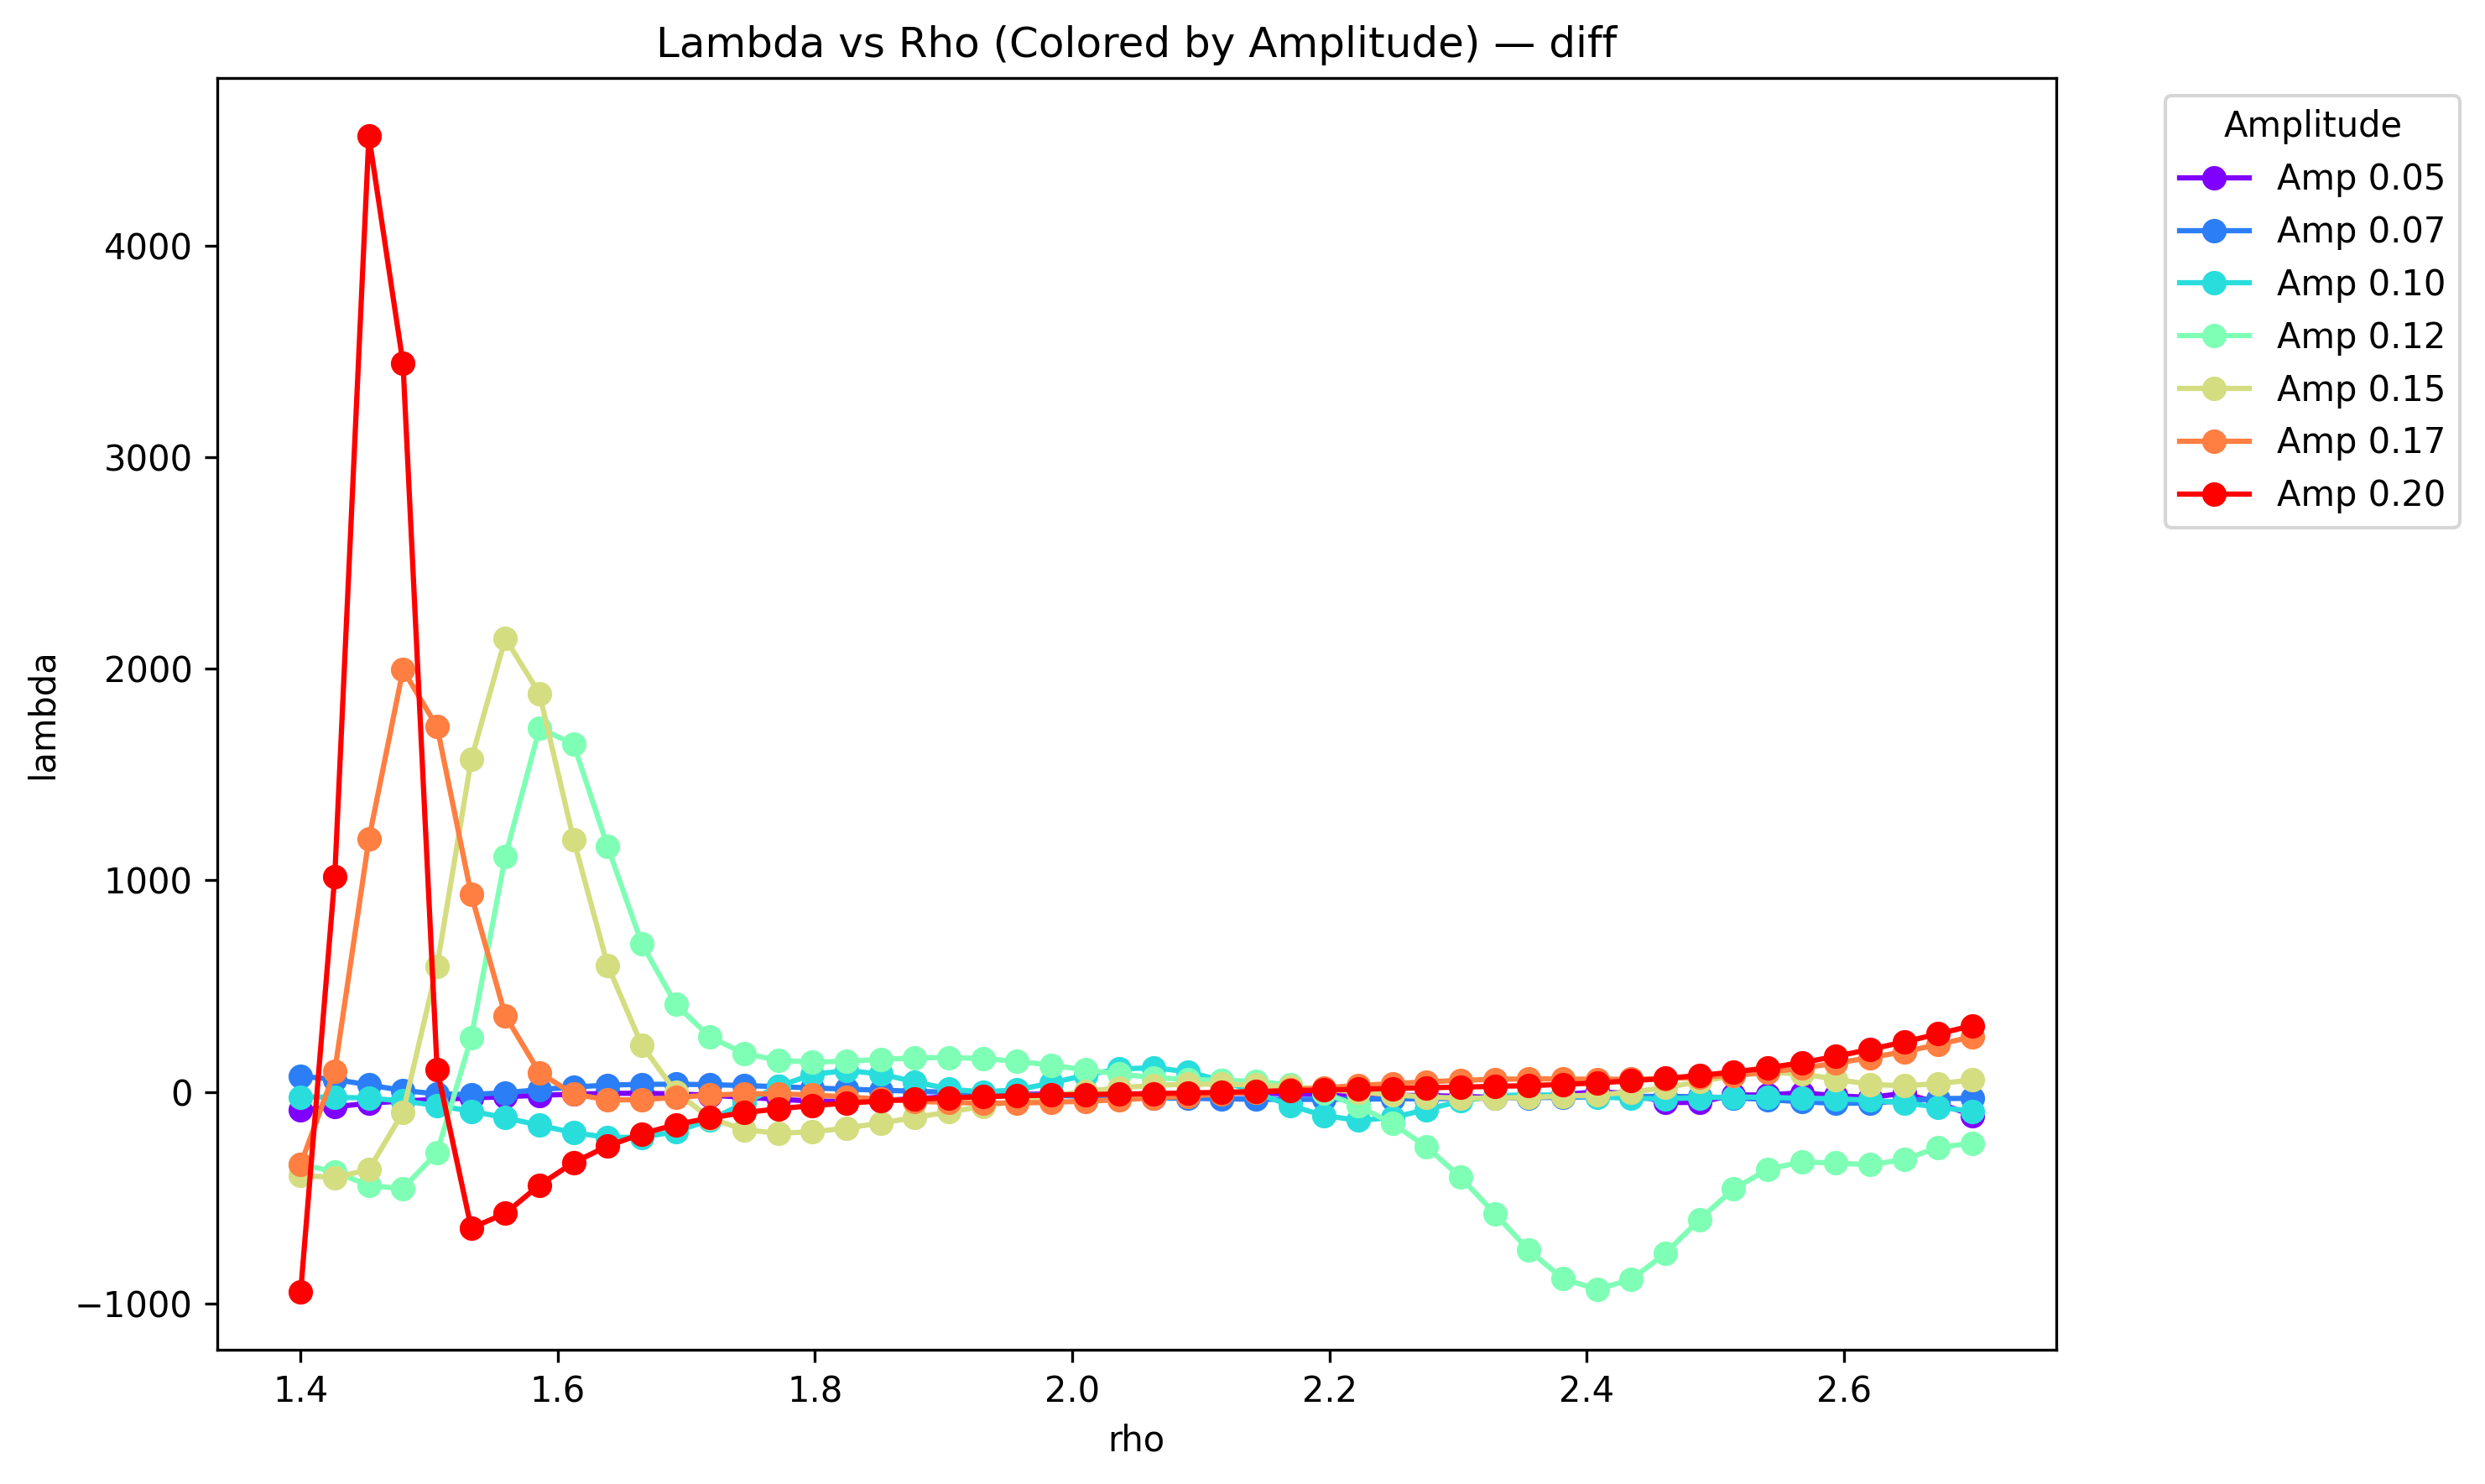 Lambda vs Rho (Colored by Amplitude) — diff
lambda
4000
3000
2000
1000
0
−1000
1.4 1.6 1.8 2.0 2.2 2.4 2.6
rho
Amplitude
Amp 0.05
Amp 0.07
Amp 0.10
Amp 0.12
Amp 0.15
Amp 0.17
Amp 0.20